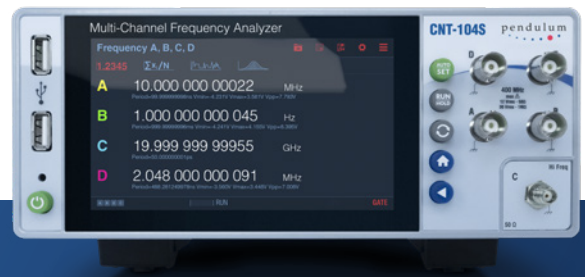 Multi-Channel Frequency Analyzer
CNT-104S
pendulum
Frequency A, B, C, D
1.2345
Σx/N
A 10.000 000 00022 MHz
B 1.000 000 000 045 Hz
C 19.999 999 99955 GHz
D 2.048 000 000 091 MHz
RUN
GATE
AUTO
SET
RUN
HOLD
D
A
400 MHz
C
Hi Freq
50 Ω